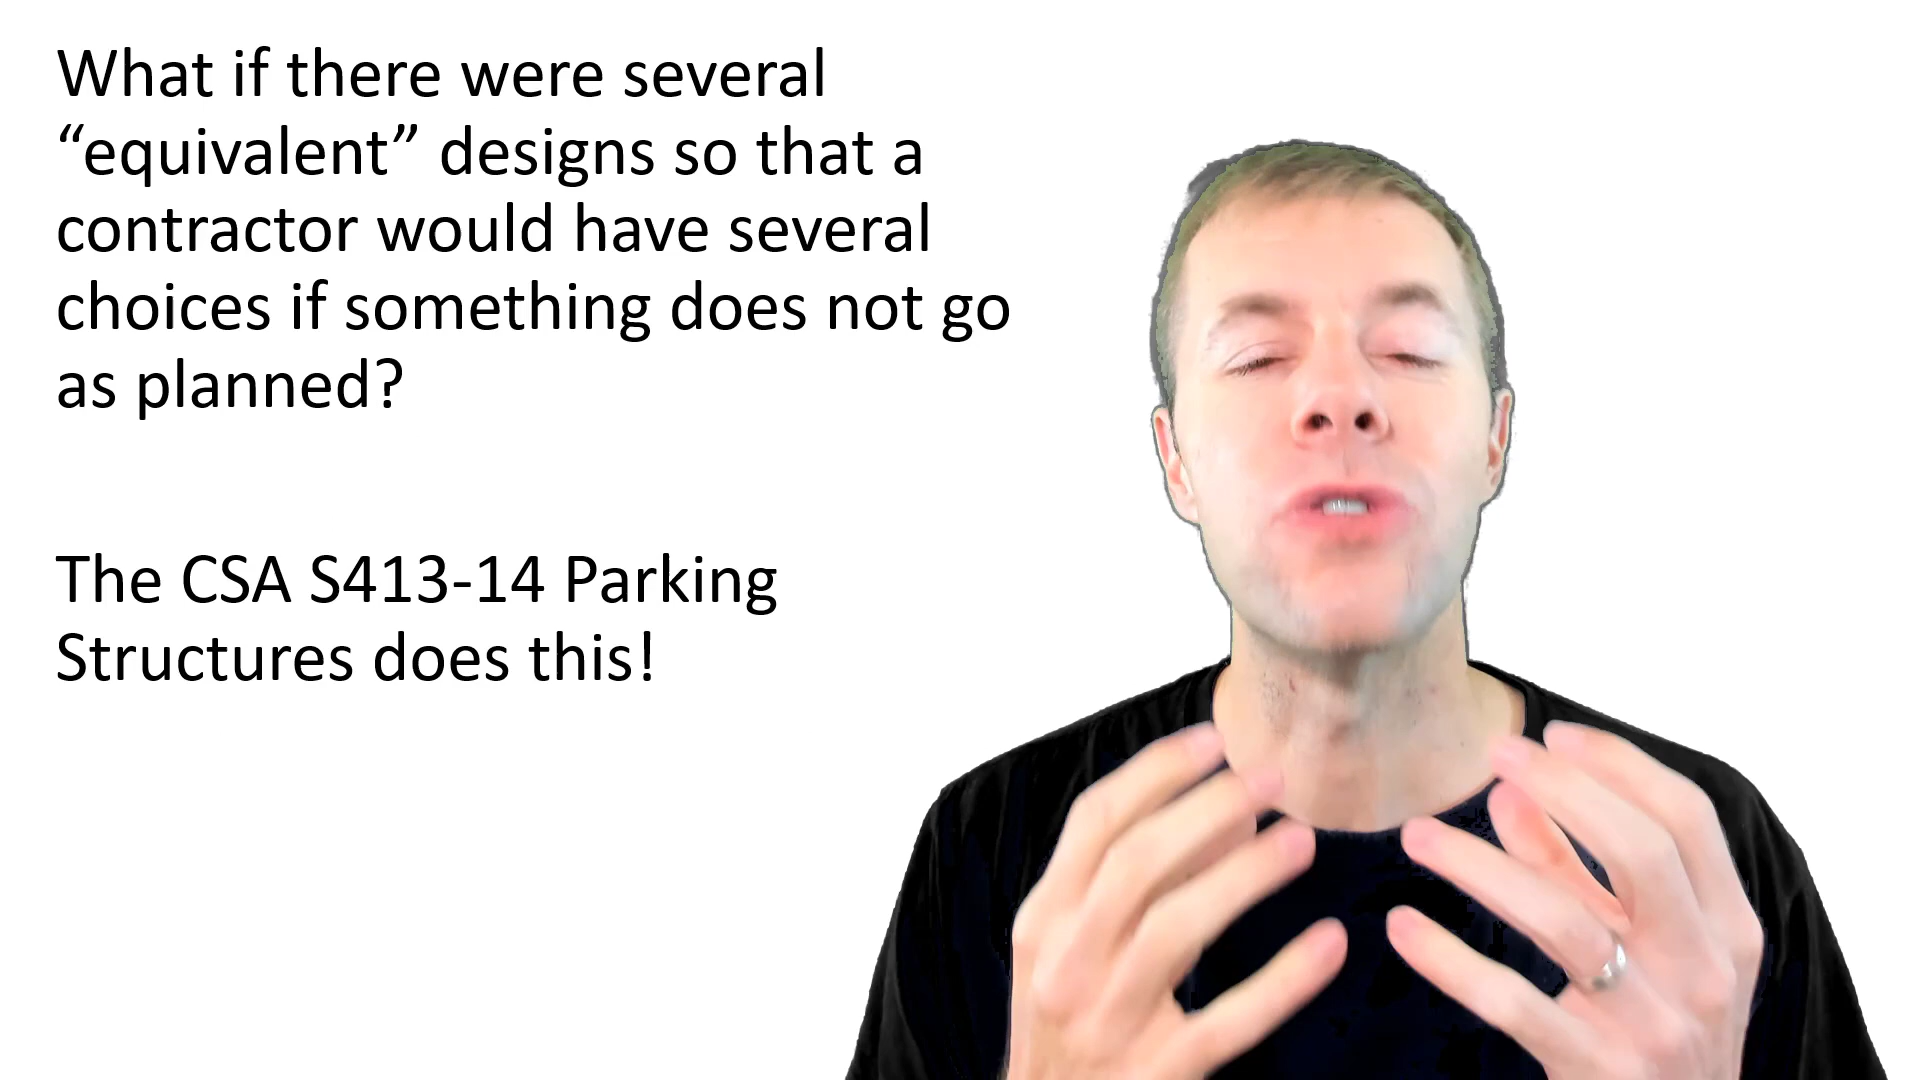 What if there were several
“equivalent” designs so that a
contractor would have several
choices if something does not go
as planned?
The CSA S413-14 Parking
Structures does this!